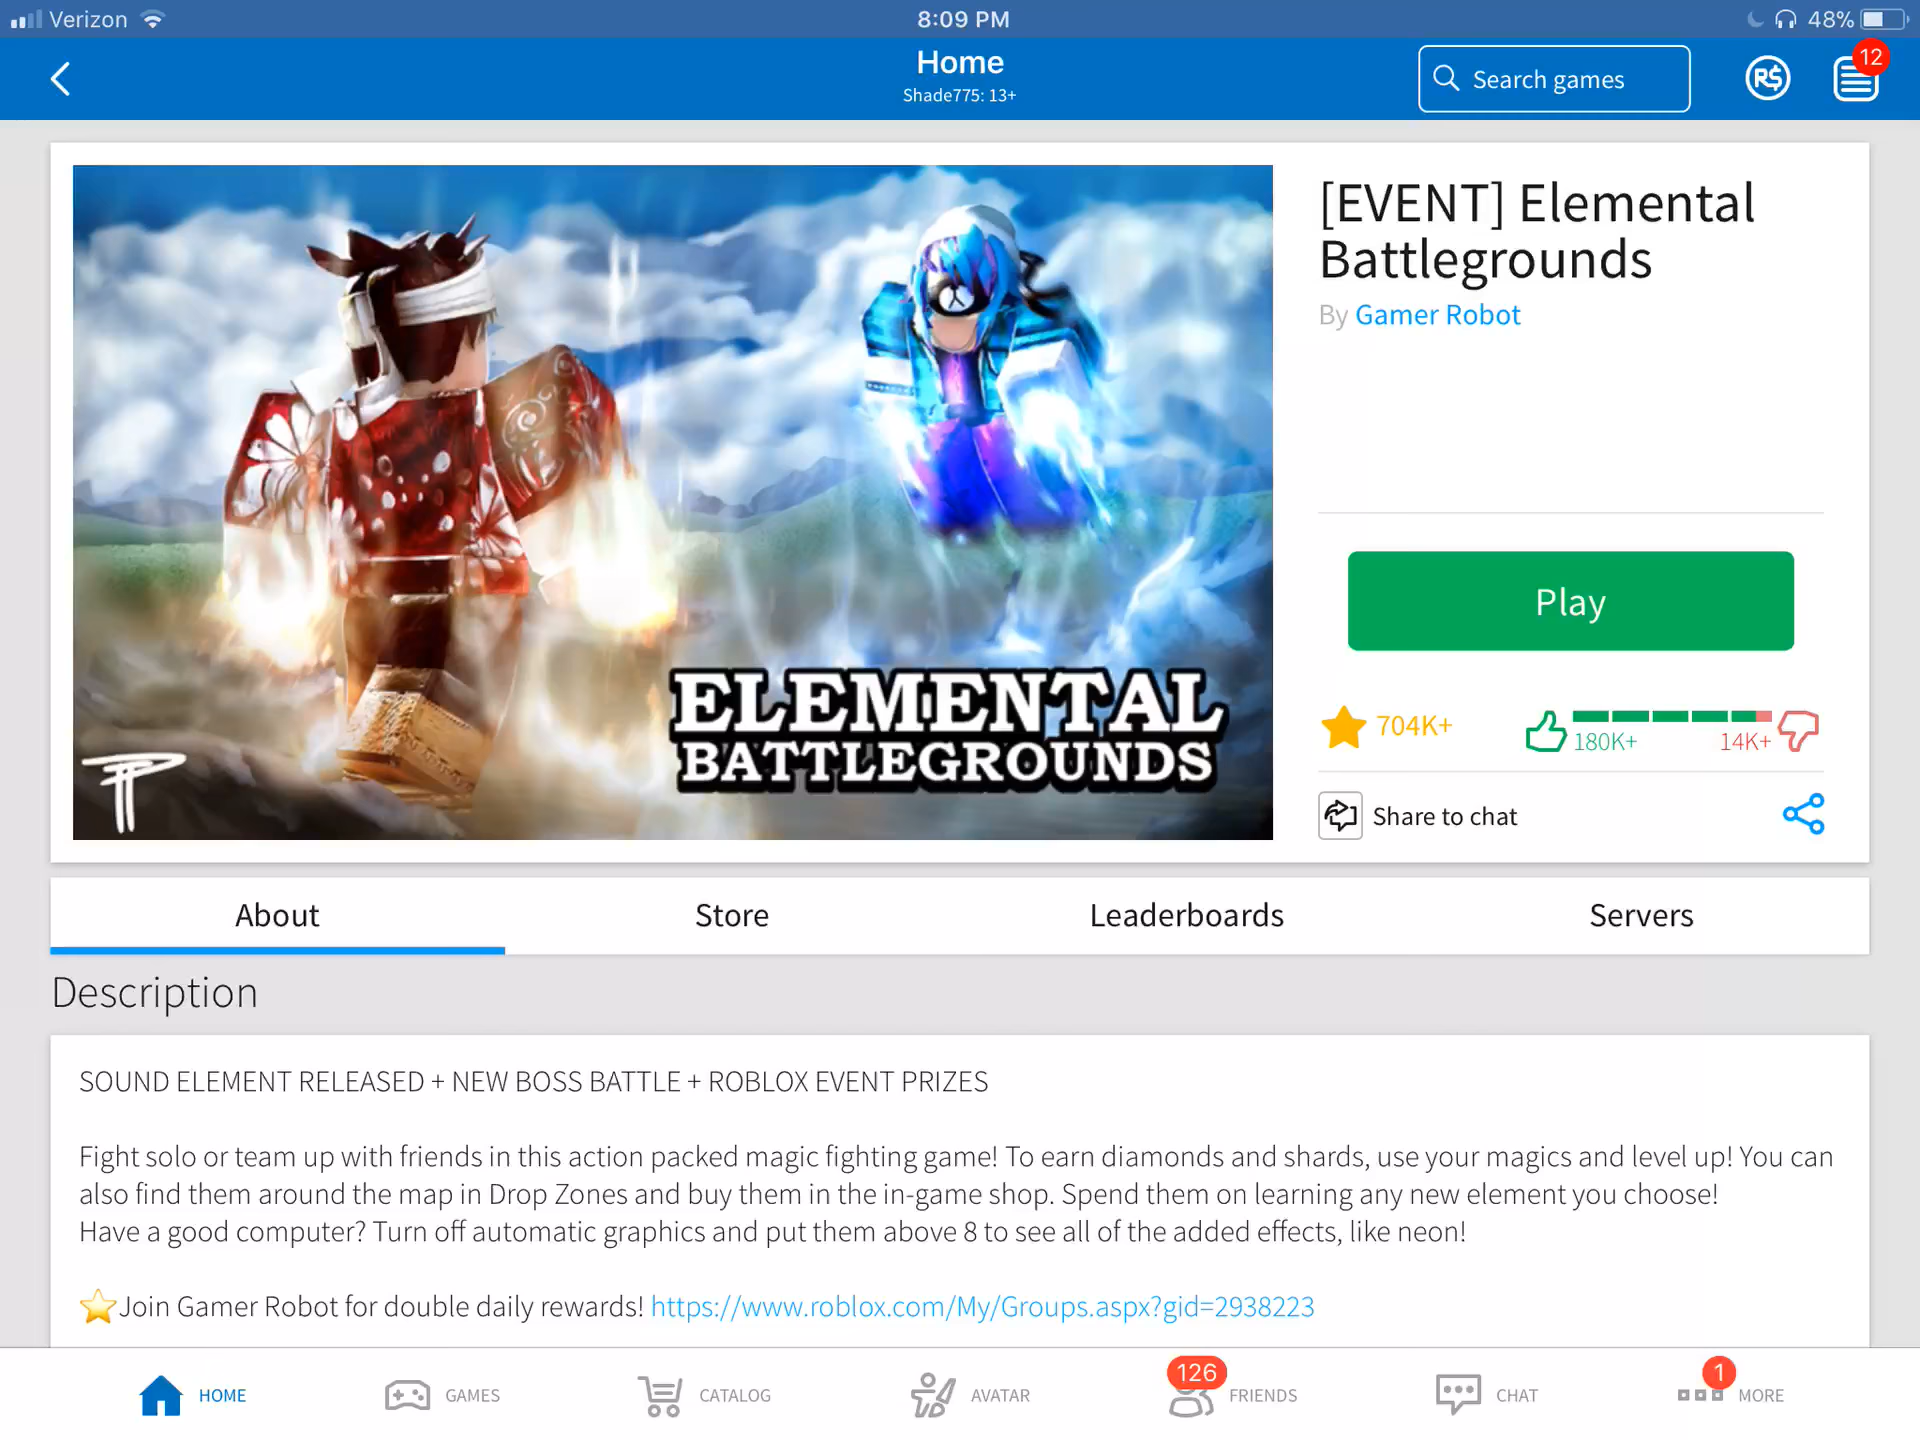 Verizon 8:09 PM 48%
Home
Shade775: 13+
Search games
R$
12
[EVENT] Elemental
Battlegrounds
By Gamer Robot
ELEMENTAL
BATTLEGROUNDS
Play
704K+ 180K+ 14K+
Share to chat
About Store Leaderboards Servers
Description
SOUND ELEMENT RELEASED + NEW BOSS BATTLE + ROBLOX EVENT PRIZES
Fight solo or team up with friends in this action packed magic fighting game! To earn diamonds and shards, use your magics and level up! You can
also find them around the map in Drop Zones and buy them in the in-game shop. Spend them on learning any new element you choose!
Have a good computer? Turn off automatic graphics and put them above 8 to see all of the added effects, like neon!
⭐Join Gamer Robot for double daily rewards! https://www.roblox.com/My/Groups.aspx?gid=2938223
HOME GAMES CATALOG AVATAR 126 FRIENDS CHAT 1 MORE